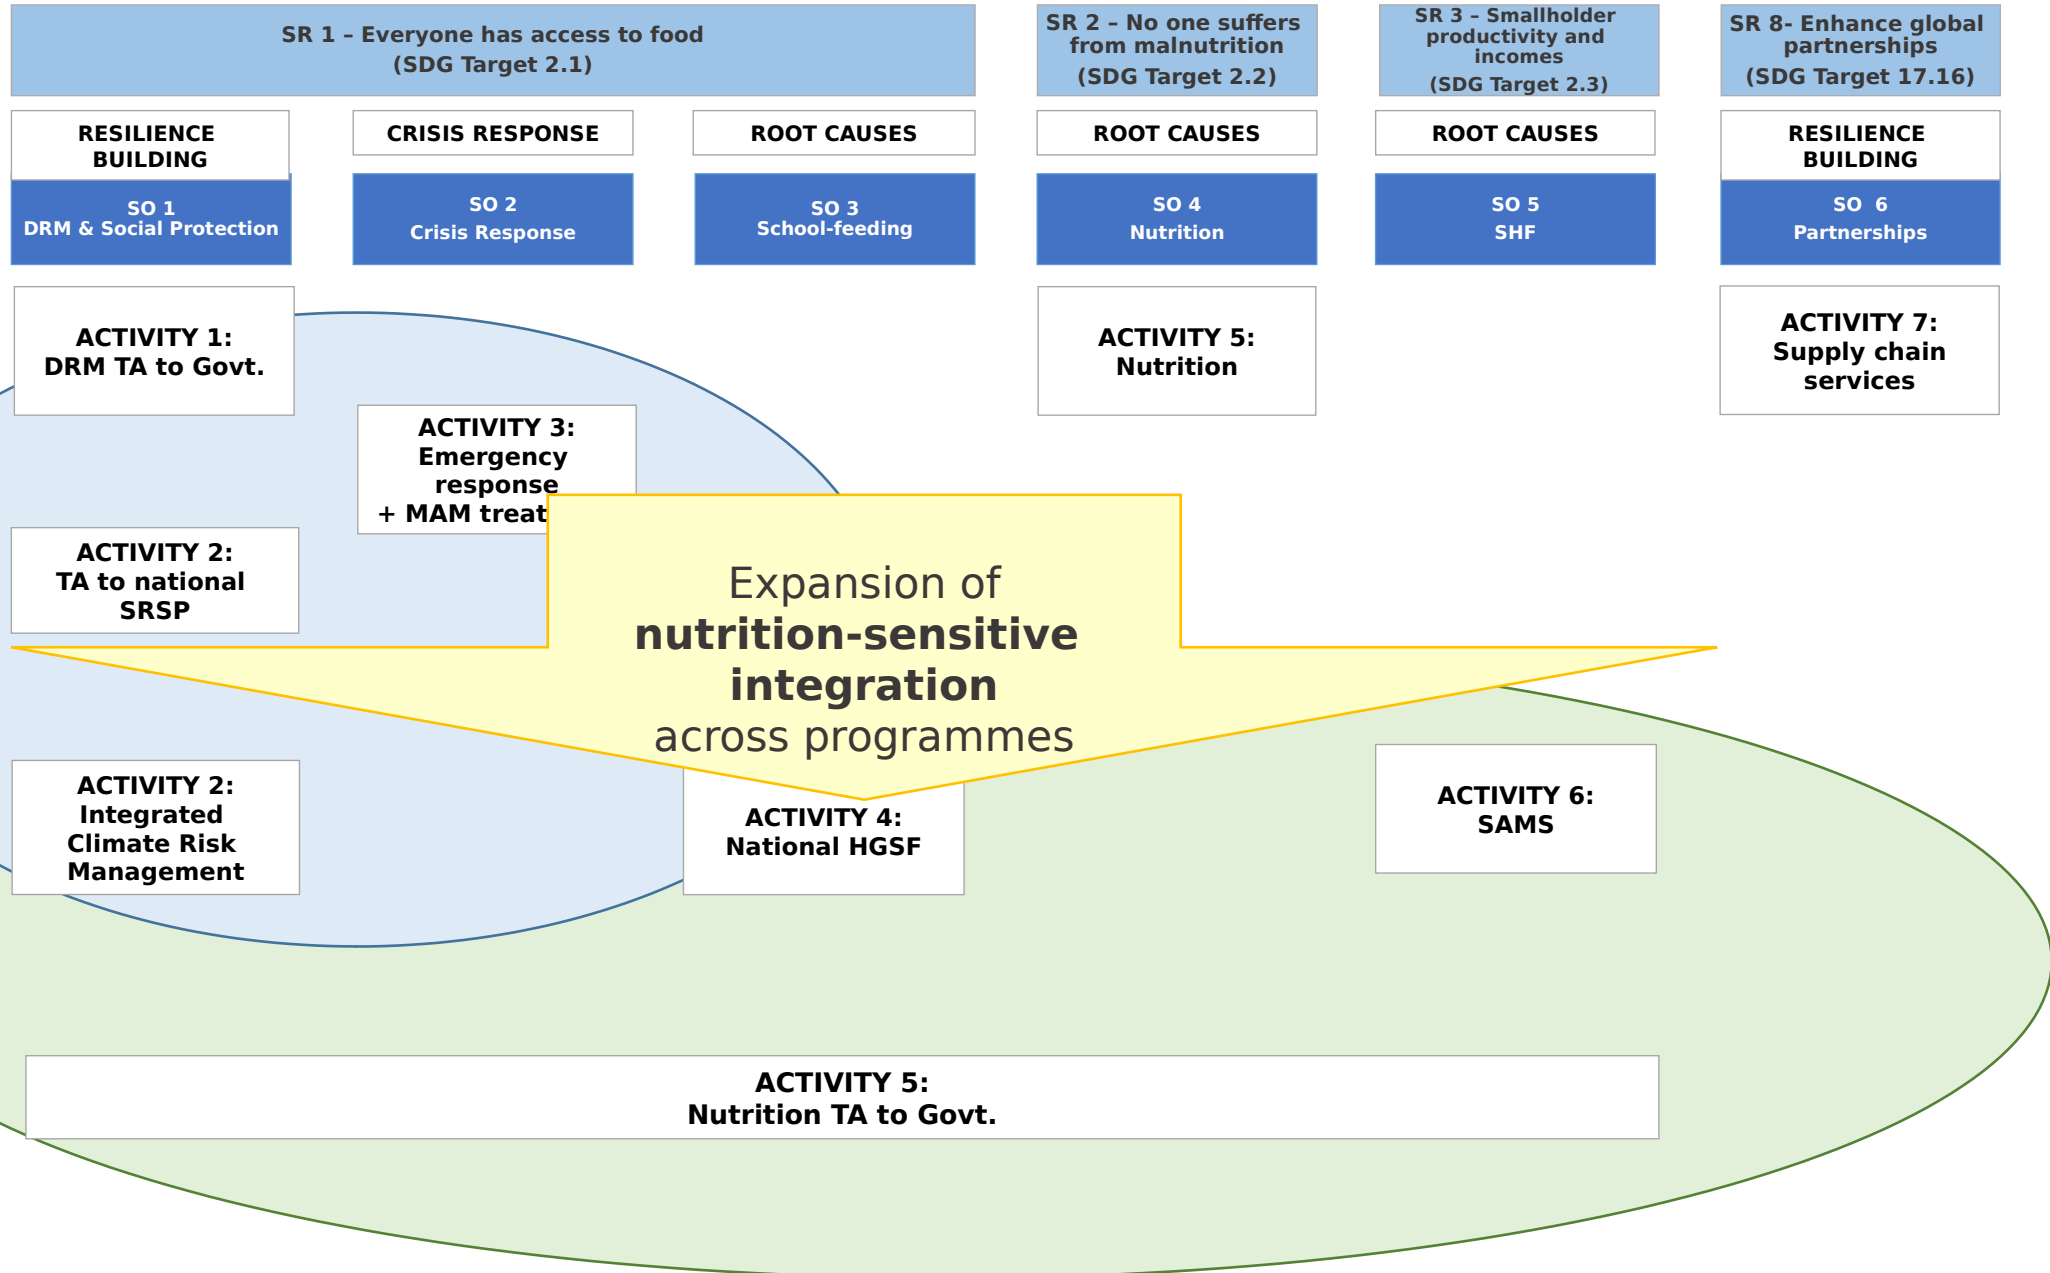 SR 1 – Everyone has access to food
(SDG Target 2.1)
SR 2 – No one suffers
from malnutrition
(SDG Target 2.2)
SR 3 – Smallholder
productivity and
incomes
(SDG Target 2.3)
SR 8- Enhance global
partnerships
(SDG Target 17.16)
RESILIENCE
BUILDING
CRISIS RESPONSE
ROOT CAUSES
ROOT CAUSES
ROOT CAUSES
RESILIENCE
BUILDING
SO 1
DRM & Social Protection
SO 2
Crisis Response
SO 3
School-feeding
SO 4
Nutrition
SO 5
SHF
SO 6
Partnerships
ACTIVITY 1:
DRM TA to Govt.
ACTIVITY 5:
Nutrition
ACTIVITY 7:
Supply chain
services
ACTIVITY 3:
Emergency
response
+ MAM
ACTIVITY 2:
TA to national
SRSP
Expansion of
nutrition-sensitive
integration
across programmes
ACTIVITY 2:
Integrated
Climate Risk
Management
ACTIVITY 4:
National HGSF
ACTIVITY 6:
SAMS
ACTIVITY 5:
Nutrition TA to Govt.